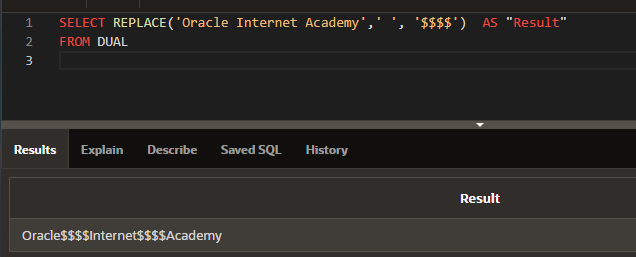 1 SELECT REPLACE('Oracle Internet Academy',' ', '$$$$')  AS "Result"
2 FROM DUAL
3
Results Explain Describe Saved SQL History
Result
Oracle$$$$Internet$$$$Academy